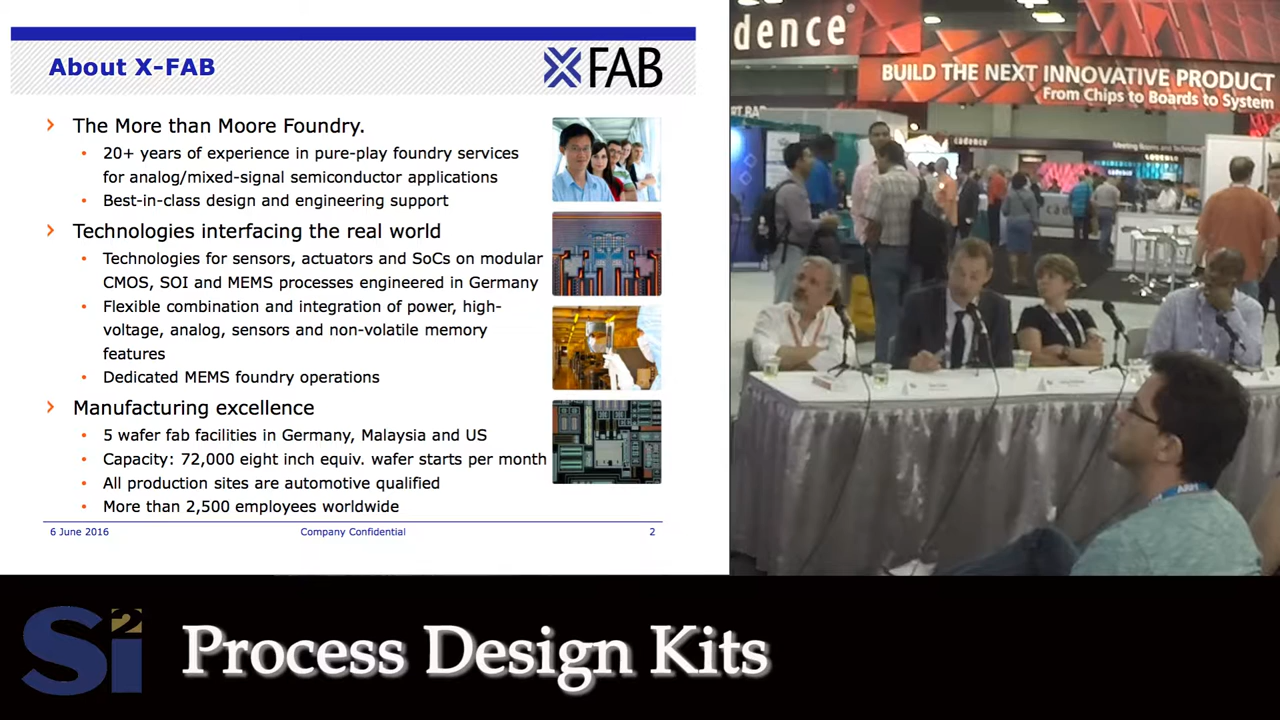 About X-FAB
XFAB
The More than Moore Foundry.
20+ years of experience in pure-play foundry services
for analog/mixed-signal semiconductor applications
Best-in-class design and engineering support
Technologies interfacing the real world
Technologies for sensors, actuators and SoCs on modular
CMOS, SOI and MEMS processes engineered in Germany
Flexible combination and integration of power, high-
voltage, analog, sensors and non-volatile memory
features
Dedicated MEMS foundry operations
Manufacturing excellence
5 wafer fab facilities in Germany, Malaysia and US
Capacity: 72,000 eight inch equiv. wafer starts per month
All production sites are automotive qualified
More than 2,500 employees worldwide
6 June 2016 Company Confidential 2
dence®
BUILD THE NEXT INNOVATIVE PRODUCT
From Chips to Boards to System
cadence
Meeting Rooms and
cadence
ARM
Si2
Process Design Kits